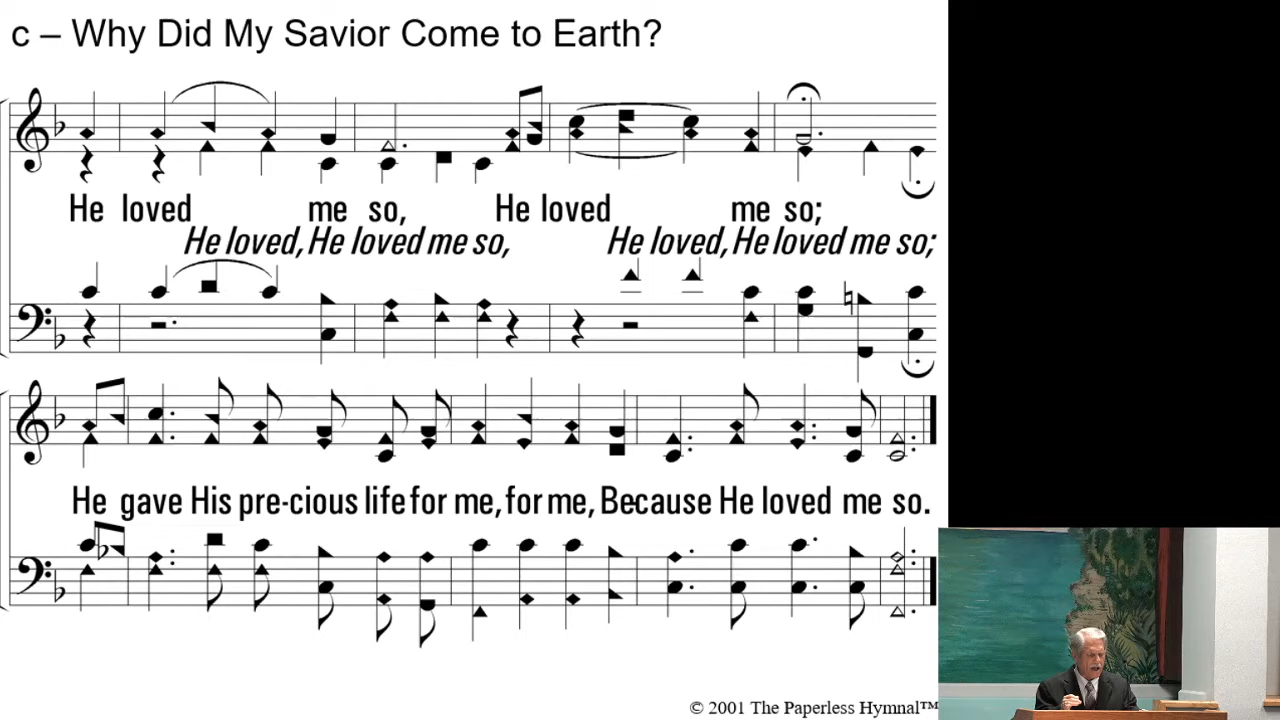 c – Why Did My Savior Come to Earth?
He loved me so, He loved me so;
He loved, He loved me so, He loved, He loved me so;
He gave His pre-cious life for me, for me, Because He loved me so.
© 2001 The Paperless Hymnal™